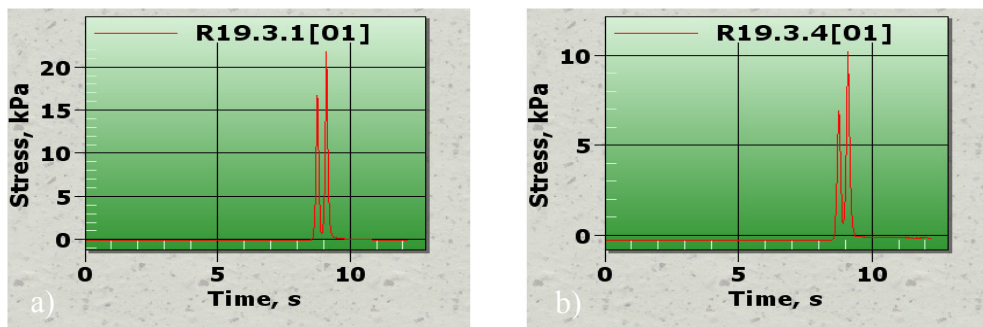 R19.3.1[01]
Stress, kPa
20
15
10
5
0
0 5 10
Time, s
a)
R19.3.4[01]
Stress, kPa
10
5
0
0 5 10
Time, s
b)